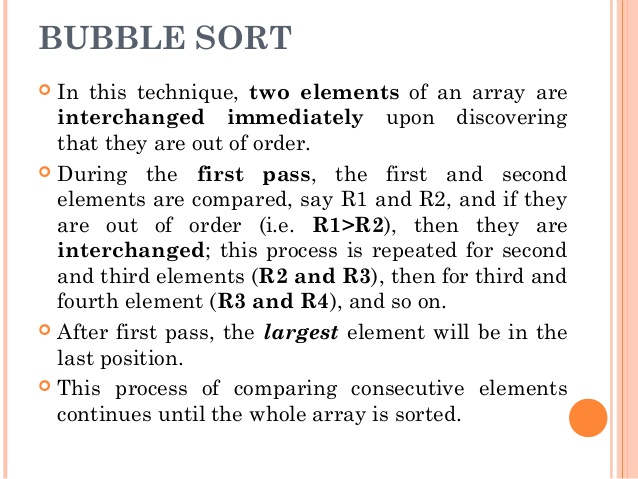 BUBBLE SORT
In this technique, two elements of an array are
interchanged immediately upon discovering
that they are out of order.
During the first pass, the first and second
elements are compared, say R1 and R2, and if they
are out of order (i.e. R1>R2), then they are
interchanged; this process is repeated for second
and third elements (R2 and R3), then for third and
fourth element (R3 and R4), and so on.
After first pass, the largest element will be in the
last position.
This process of comparing consecutive elements
continues until the whole array is sorted.